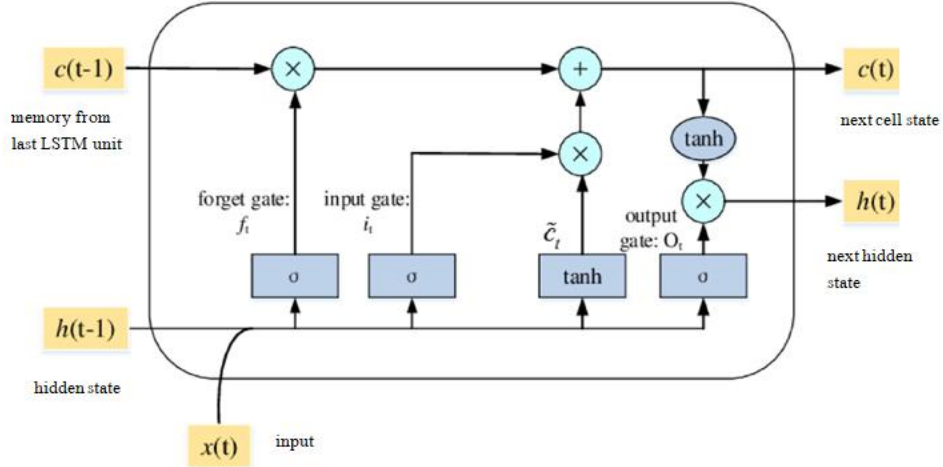 c(t-1)
×
+
c(t)
memory from
last LSTM unit
next cell state
tanh
×
×
h(t)
forget gate:
fₜ
input gate:
iₜ
c̃ₜ
output
gate: Oₜ
next hidden
state
σ
σ
tanh
σ
h(t-1)
hidden state
x(t)
input